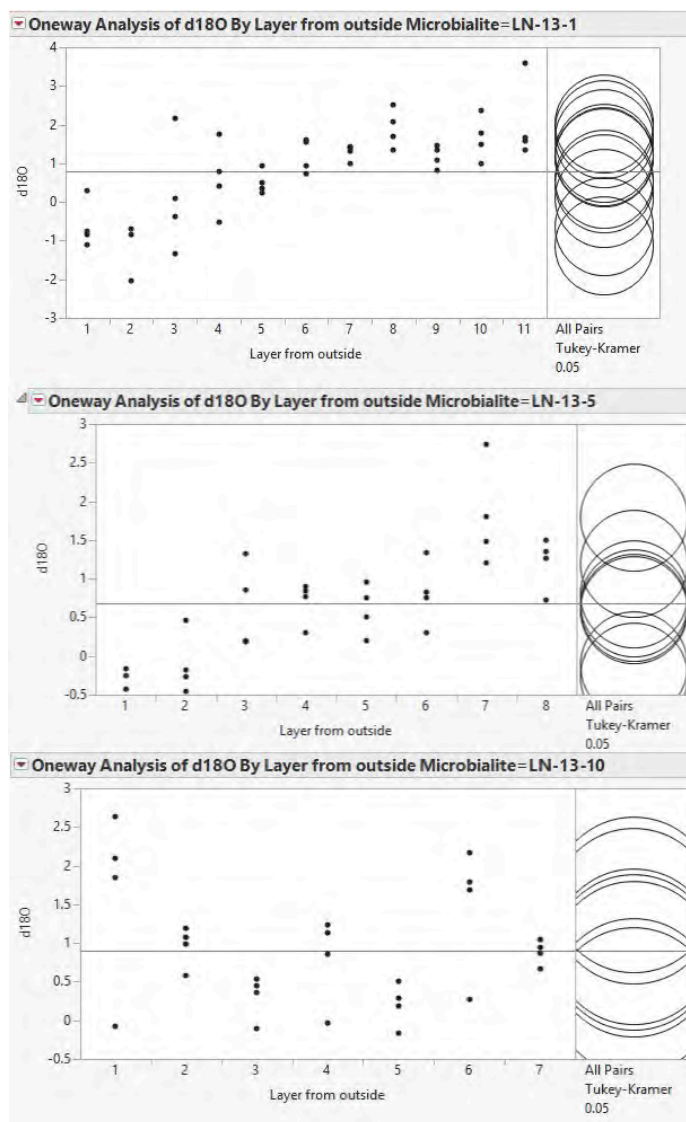 Oneway Analysis of d18O By Layer from outside Microbialite=LN-13-1
4
3
2
1
0
-1
-2
-3
d18O
1 2 3 4 5 6 7 8 9 10 11
Layer from outside
All Pairs
Tukey-Kramer
0.05
Oneway Analysis of d18O By Layer from outside Microbialite=LN-13-5
3
2.5
2
1.5
1
0.5
0
-0.5
d18O
1 2 3 4 5 6 7 8
Layer from outside
All Pairs
Tukey-Kramer
0.05
Oneway Analysis of d18O By Layer from outside Microbialite=LN-13-10
3
2.5
2
1.5
1
0.5
0
-0.5
d18O
1 2 3 4 5 6 7
Layer from outside
All Pairs
Tukey-Kramer
0.05